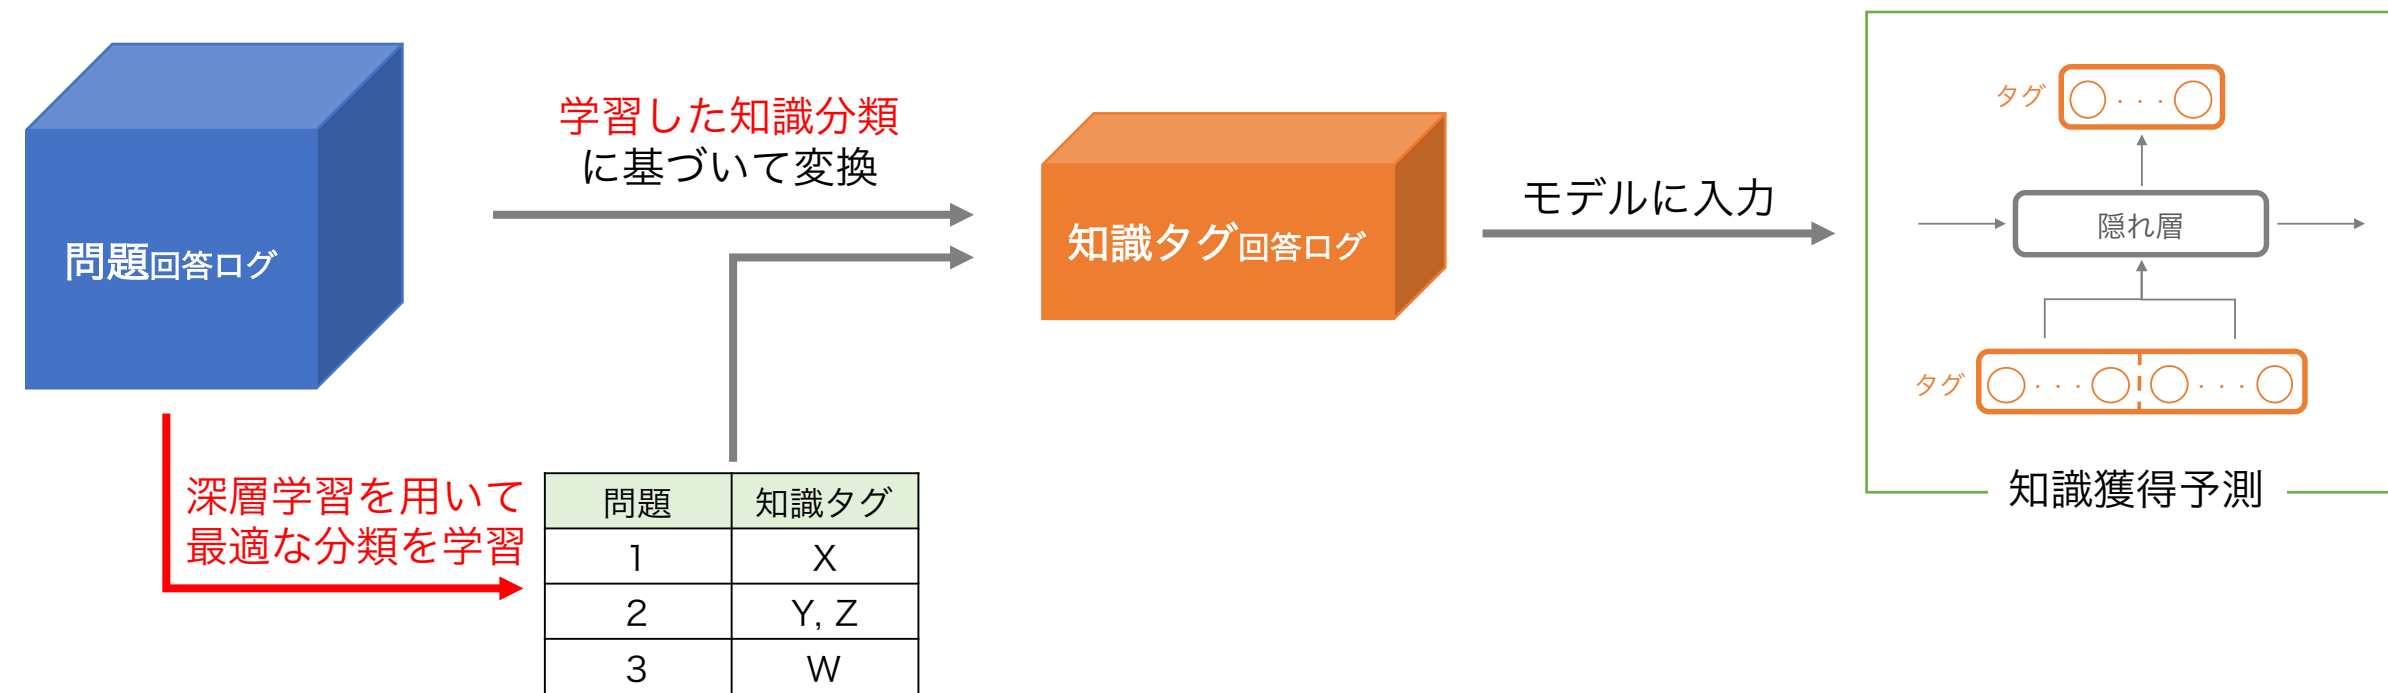 問題回答ログ
学習した知識分類
に基づいて変換
知識タグ回答ログ
モデルに入力
タグ
・・・
隠れ層
タグ
・・・ ・・・
知識獲得予測
深層学習を用いて
最適な分類を学習
問題 知識タグ
1 X
2 Y, Z
3 W